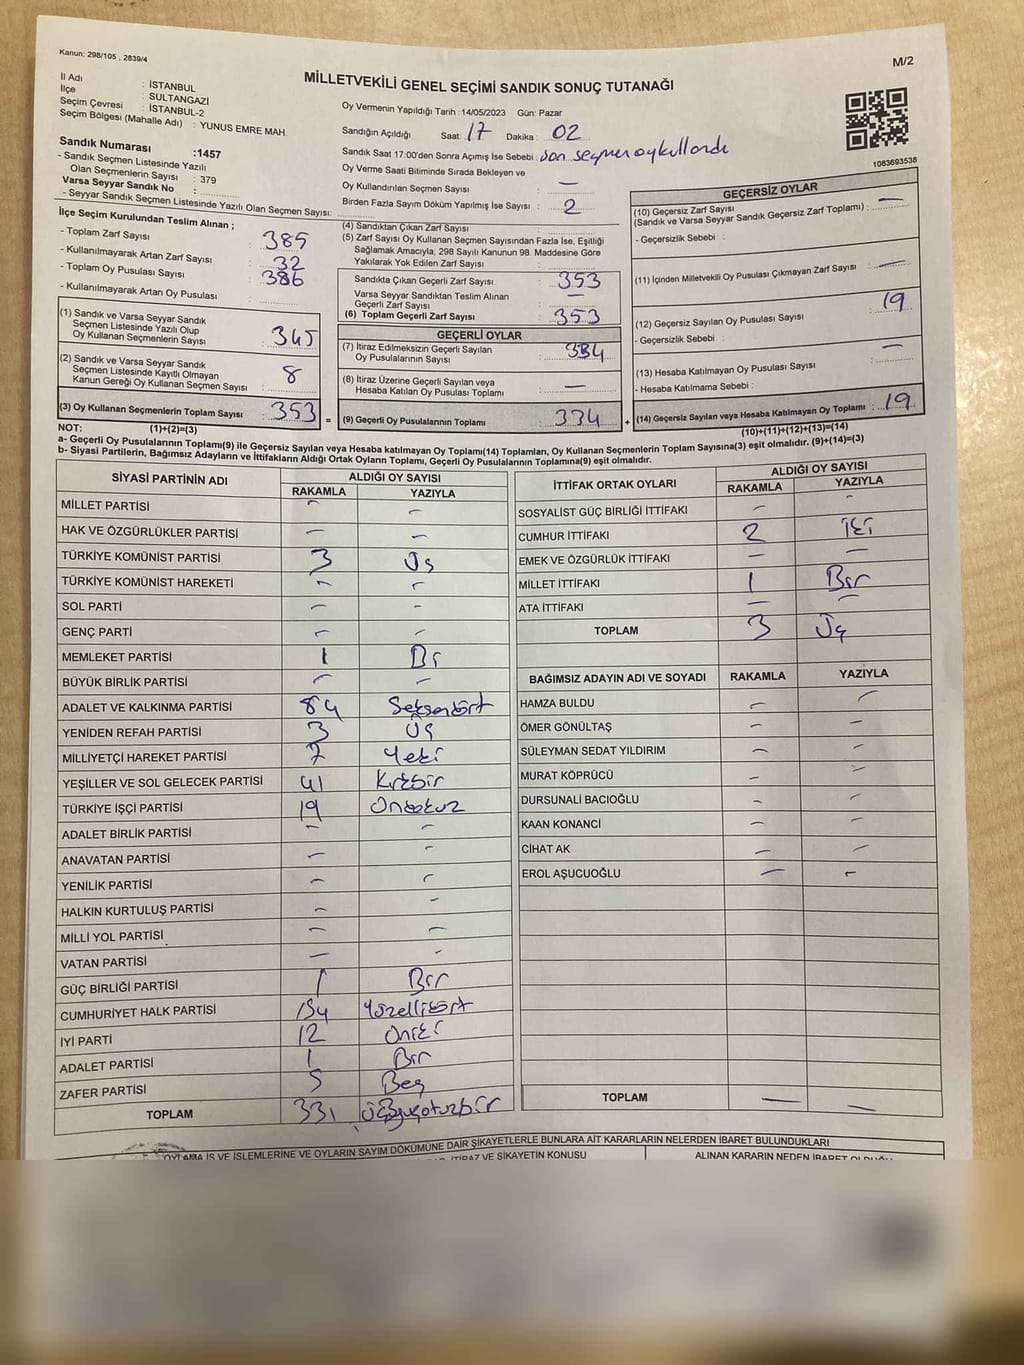 Kanun: 298/105 , 2839/4
M/2
MİLLETVEKİLİ GENEL SEÇİMİ SANDIK SONUÇ TUTANAĞI
İl Adı : İSTANBUL
İlçe : SULTANGAZİ
Seçim Çevresi : İSTANBUL-2
Seçim Bölgesi (Mahalle Adı) : YUNUS EMRE MAH.
Sandık Numarası :1457
- Sandık Seçmen Listesinde Yazılı
Olan Seçmenlerin Sayısı : 379
Varsa Seyyar Sandık No :
- Seyyar Sandık Seçmen Listesinde Yazılı Olan Seçmen Sayısı:
Oy Vermenin Yapıldığı Tarih :14/05/2023 Gün: Pazar
Sandığın Açıldığı Saat: 17 Dakika : 02
Sandık Saat 17:00'den Sonra Açımış İse Sebebi : Son seçmen oy kullandı
Oy Verme Saati Bitiminde Sırada Bekleyen ve
Oy Kullandırılan Seçmen Sayısı : —
Birden Fazla Sayım Döküm Yapılmış İse Sayısı : 2
1083693538
İlçe Seçim Kurulundan Teslim Alınan ;
- Toplam Zarf Sayısı : 385
- Kullanılmayarak Artan Zarf Sayısı : 32
- Toplam Oy Pusulası Sayısı : 386
- Kullanılmayarak Artan Oy Pusulası :
(1) Sandık ve Varsa Seyyar Sandık
Seçmen Listesinde Yazılı Olup
Oy Kullanan Seçmenlerin Sayısı : 345
(2) Sandık ve Varsa Seyyar Sandık
Seçmen Listesinde Kayıtlı Olmayan
Kanun Gereği Oy Kullanan Seçmen Sayısı : 8
(3) Oy Kullanan Seçmenlerin Toplam Sayısı : 353
(4) Sandıktan Çıkan Zarf Sayısı :
(5) Zarf Sayısı Oy Kullanan Seçmen Sayısından Fazla İse, Eşitliği
Sağlamak Amacıyla, 298 Sayılı Kanunun 98. Maddesine Göre
Yakılarak Yok Edilen Zarf Sayısı :
Sandıkta Çıkan Geçerli Zarf Sayısı : 353
Varsa Seyyar Sandıktan Teslim Alınan
Geçerli Zarf Sayısı : —
(6) Toplam Geçerli Zarf Sayısı : 353
GEÇERLİ OYLAR
(7) İtiraz Edilmeksizin Geçerli Sayılan
Oy Pusulalarının Sayısı : 334
(8) İtiraz Üzerine Geçerli Sayılan veya
Hesaba Katılan Oy Pusulası Toplamı : —
= (9) Geçerli Oy Pusulalarının Toplamı : 334
GEÇERSİZ OYLAR
(10) Geçersiz Zarf Sayısı
(Sandık ve Varsa Seyyar Sandık Geçersiz Zarf Toplamı) : —
- Geçersizlik Sebebi :
(11) İçinden Milletvekili Oy Pusulası Çıkmayan Zarf Sayısı : —
(12) Geçersiz Sayılan Oy Pusulası Sayısı : 19
- Geçersizlik Sebebi :
(13) Hesaba Katılmayan Oy Pusulası Sayısı : —
- Hesaba Katılmama Sebebi :
+ (14) Geçersiz Sayılan veya Hesaba Katılmayan Oy Toplamı : 19
NOT: (1)+(2)=(3)
(10)+(11)+(12)+(13)=(14)
a- Geçerli Oy Pusulalarının Toplamı(9) ile Geçersiz Sayılan veya Hesaba katılmayan Oy Toplamı(14) Toplamları, Oy Kullanan Seçmenlerin Toplam Sayısına(3) eşit olmalıdır. (9)+(14)=(3)
b- Siyasi Partilerin, Bağımsız Adayların ve İttifakların Aldığı Ortak Oyların Toplamı, Geçerli Oy Pusulalarının Toplamına(9) eşit olmalıdır.
SİYASİ PARTİNİN ADI ALDIĞI OY SAYISI
RAKAMLA YAZIYLA
MİLLET PARTİSİ — —
HAK VE ÖZGÜRLÜKLER PARTİSİ — —
TÜRKİYE KOMÜNİST PARTİSİ 3 Üç
TÜRKİYE KOMÜNİST HAREKETİ — —
SOL PARTİ — —
GENÇ PARTİ — —
MEMLEKET PARTİSİ 1 Bir
BÜYÜK BİRLİK PARTİSİ — —
ADALET VE KALKINMA PARTİSİ 84 Seksendört
YENİDEN REFAH PARTİSİ 3 Üç
MİLLİYETÇİ HAREKET PARTİSİ 7 Yedi
YEŞİLLER VE SOL GELECEK PARTİSİ 41 Kırkbir
TÜRKİYE İŞÇİ PARTİSİ 19 Ondokuz
ADALET BİRLİK PARTİSİ — —
ANAVATAN PARTİSİ — —
YENİLİK PARTİSİ — —
HALKIN KURTULUŞ PARTİSİ — —
MİLLİ YOL PARTİSİ — —
VATAN PARTİSİ — —
GÜÇ BİRLİĞİ PARTİSİ 1 Bir
CUMHURİYET HALK PARTİSİ 154 Yüzellidört
İYİ PARTİ 12 Oniki
ADALET PARTİSİ 1 Bir
ZAFER PARTİSİ 5 Beş
TOPLAM 331 üçyüzotuzbir
İTTİFAK ORTAK OYLARI ALDIĞI OY SAYISI
RAKAMLA YAZIYLA
SOSYALİST GÜÇ BİRLİĞİ İTTİFAKI — —
CUMHUR İTTİFAKI 2 İki
EMEK VE ÖZGÜRLÜK İTTİFAKI — —
MİLLET İTTİFAKI 1 Bir
ATA İTTİFAKI — —
TOPLAM 3 Üç
BAĞIMSIZ ADAYIN ADI VE SOYADI RAKAMLA YAZIYLA
HAMZA BULDU — —
ÖMER GÖNÜLTAŞ — —
SÜLEYMAN SEDAT YILDIRIM — —
MURAT KÖPRÜCÜ — —
DURSUNALİ BACIOĞLU — —
KAAN KONANCİ — —
CİHAT AK — —
EROL AŞUCUOĞLU — —
TOPLAM — —
İŞ VE İŞLEMLERİNE VE OYLARIN SAYIM DÖKÜMÜNE DAİR ŞİKAYETLERLE BUNLARA AİT KARARLARIN NELERDEN İBARET BULUNDUKLARI
İTİRAZ VE ŞİKAYETİN KONUSU
ALINAN KARARIN NEDEN İBARET